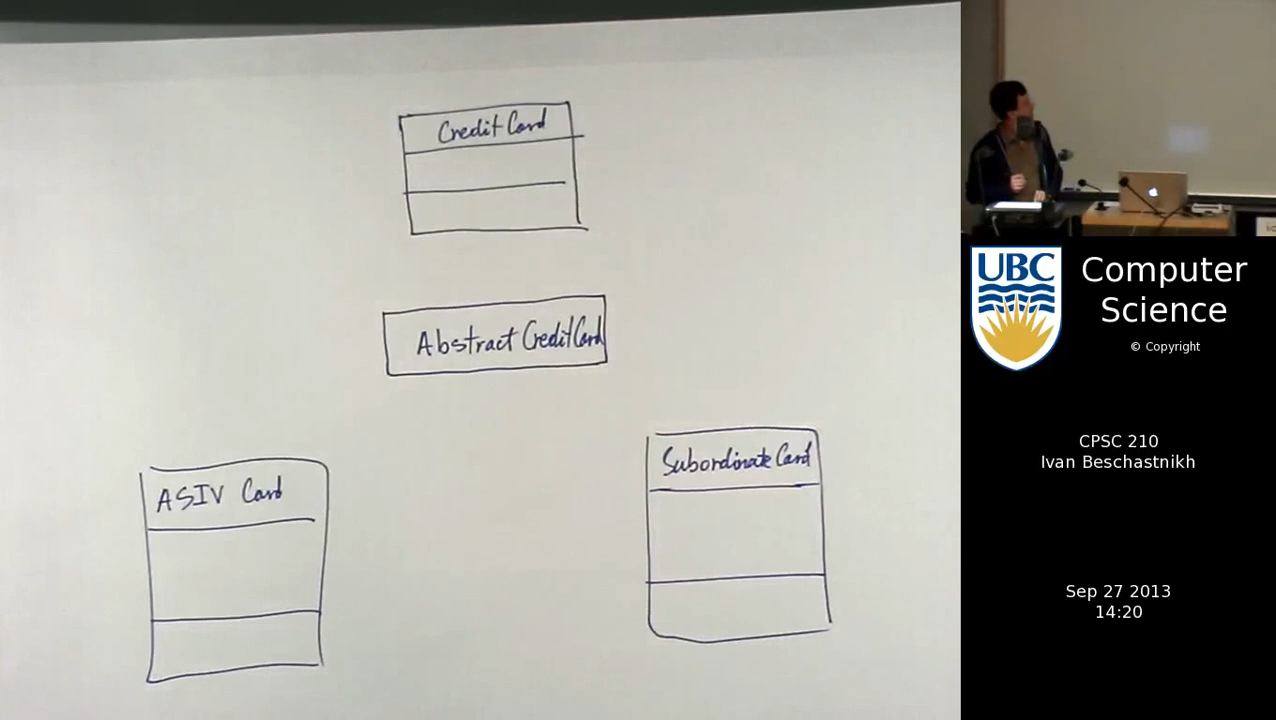 Credit Card
Abstract CreditCard
ASIV Card
Subordinate Card
UBC
Computer
Science
© Copyright
CPSC 210
Ivan Beschastnikh
Sep 27 2013
14:20